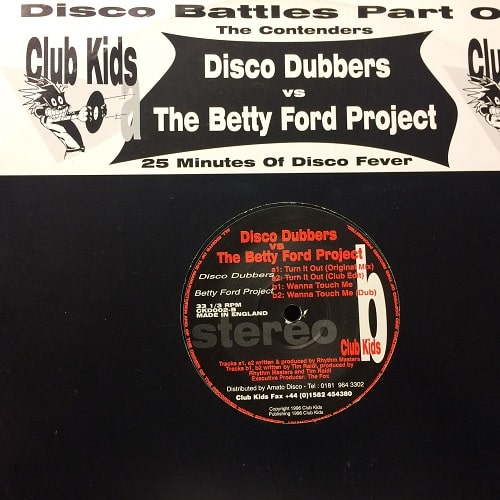 Disco Battles Part O
The Contenders
Club Kids
Disco Dubbers
vs
The Betty Ford Project
25 Minutes Of Disco Fever
Disco Dubbers
vs
The Betty Ford Project
Disco Dubbers
a1: Turn It Out (Original Mix)
a2: Turn It Out (Club Edit)
Betty Ford Project
b1: Wanna Touch Me
b2: Wanna Touch Me (Dub)
33 1/3 RPM
CKD002-B
MADE IN ENGLAND
stereo
b
Club Kids
Tracks a1, a2 written & produced by Rhythm Masters
Tracks b1, b2 written by Tim Raidl, produced by
Rhythm Masters and Tim Raidl
Executive Producer: The Fox
Distributed by Amato Disco - Tel : 0181 964 3302
Club Kids Fax +44 (0)1582 454380
Copyright 1996 Club Kids
Publishing 1996 Club Kids